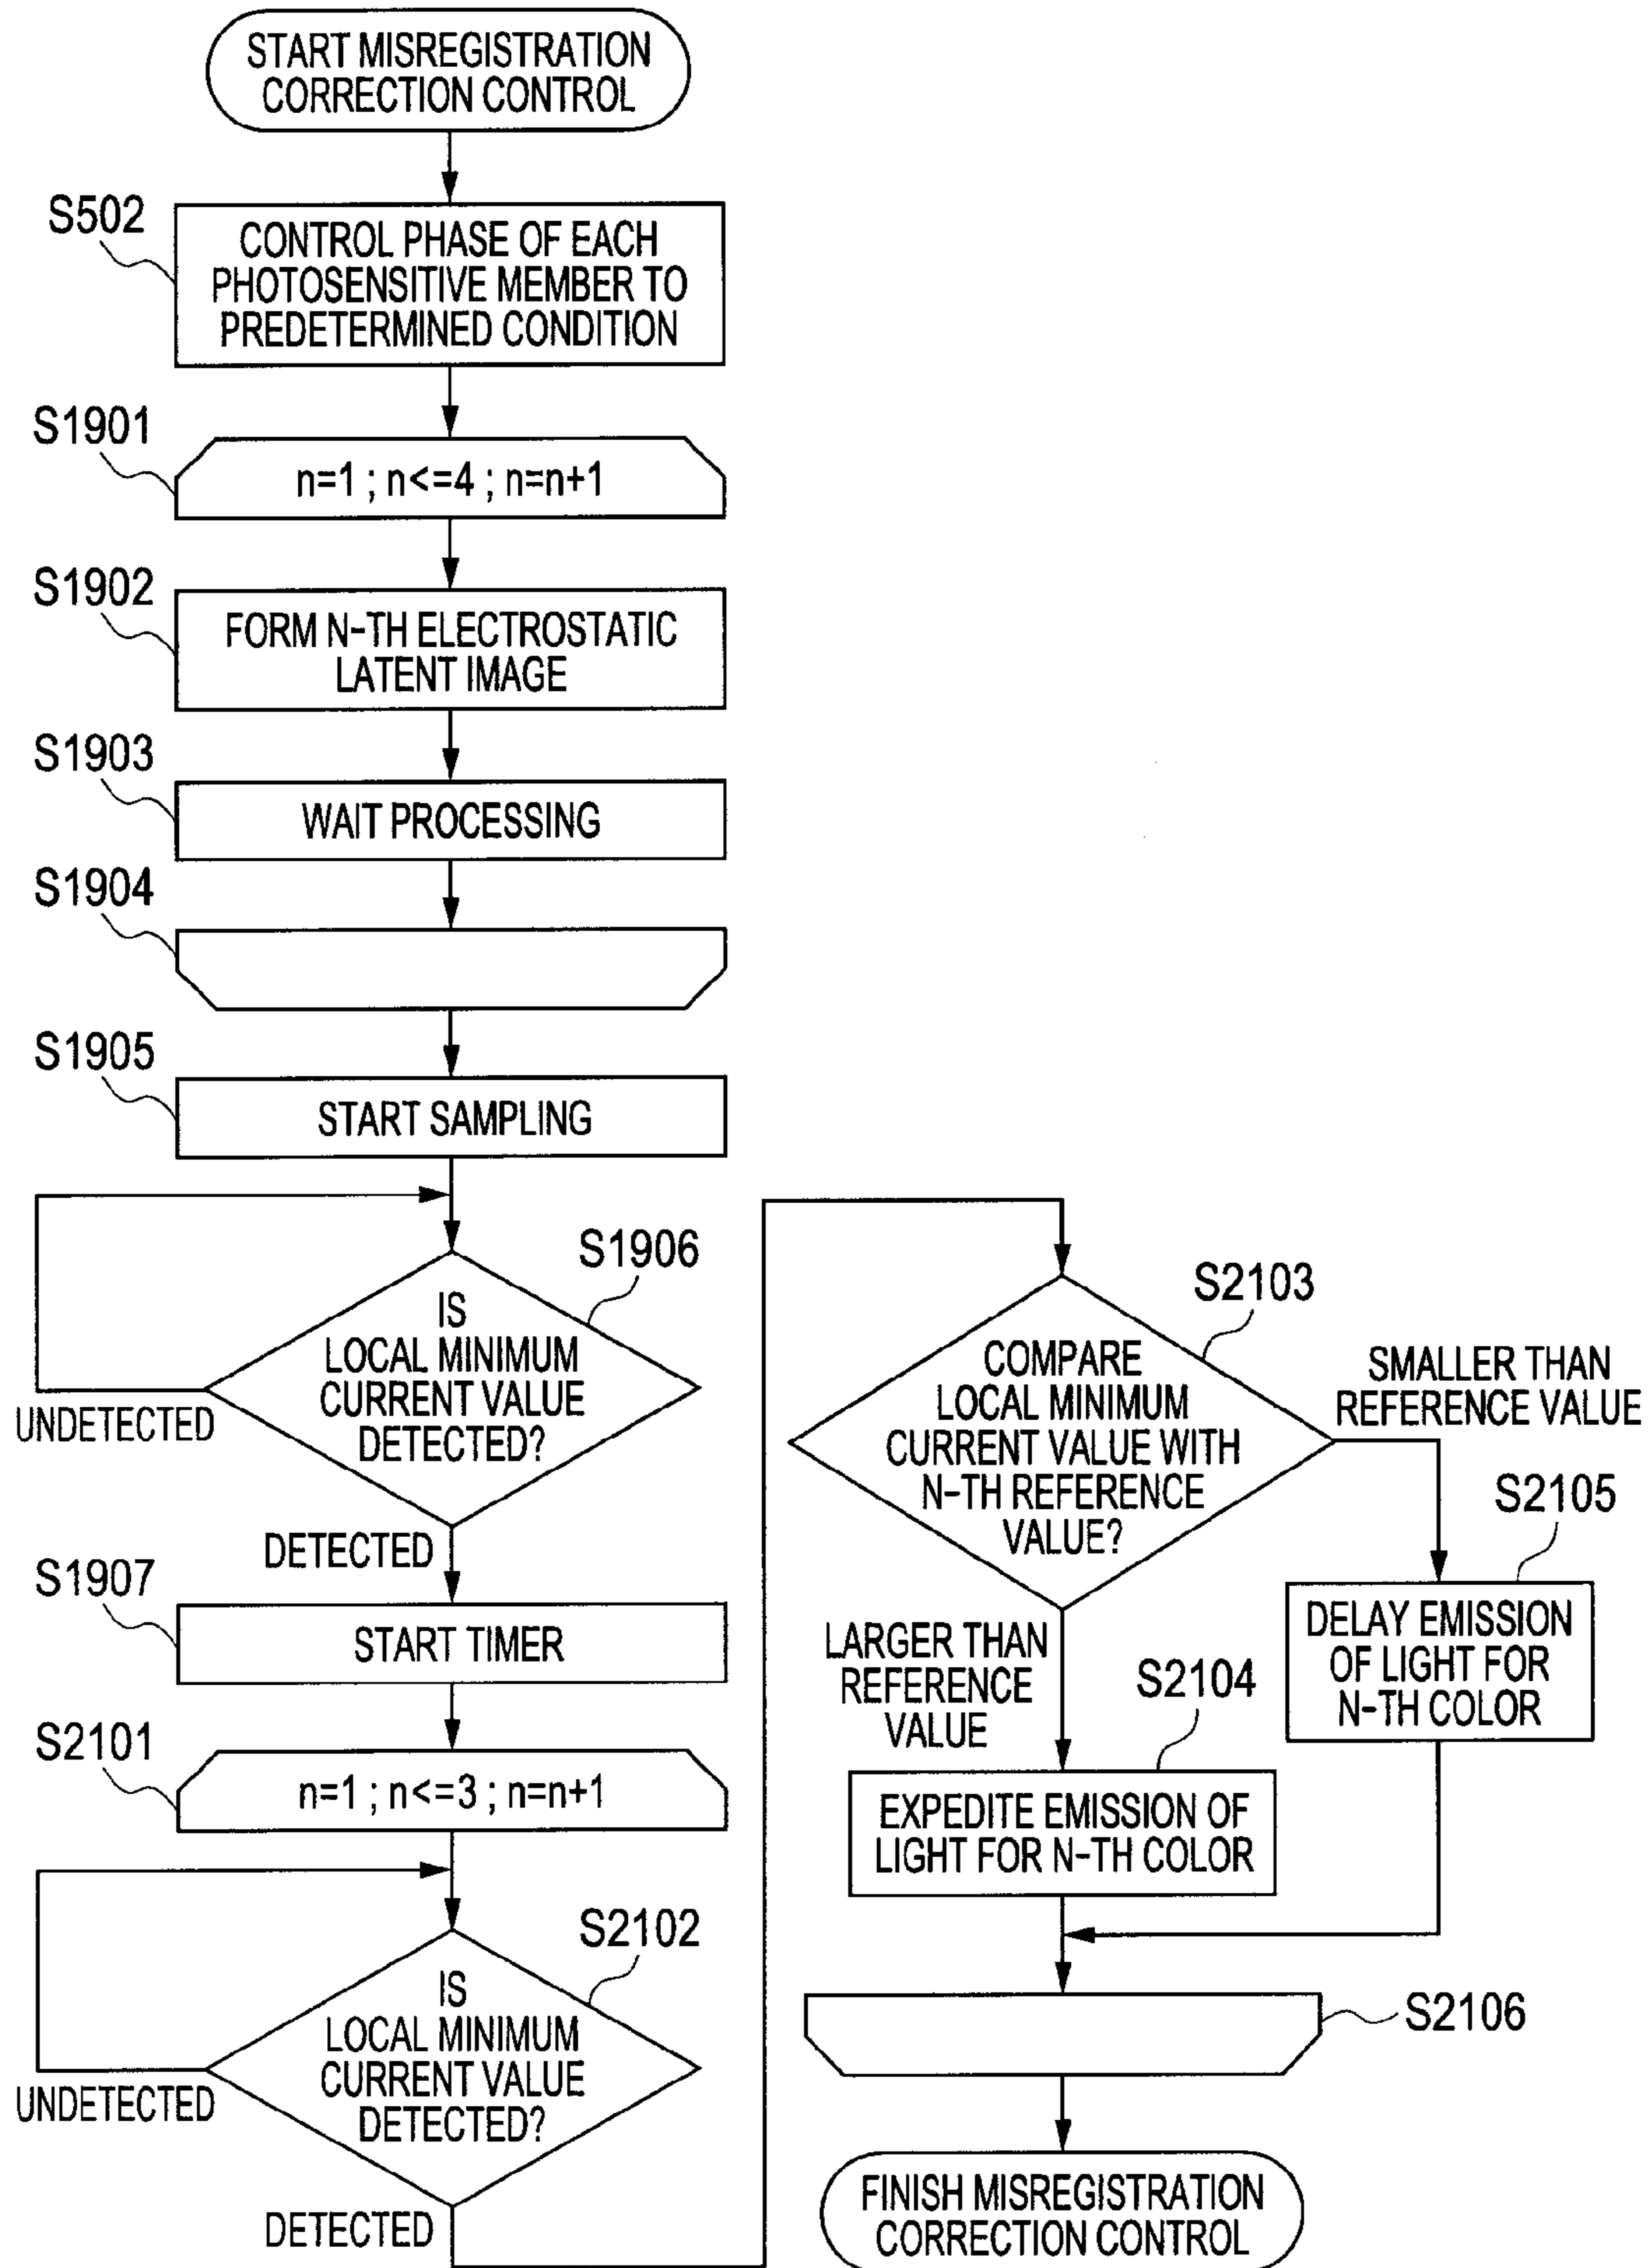 START MISREGISTRATION
CORRECTION CONTROL
S502
CONTROL PHASE OF EACH
PHOTOSENSITIVE MEMBER TO
PREDETERMINED CONDITION
S1901
n=1 ; n<=4 ; n=n+1
S1902
FORM N-TH ELECTROSTATIC
LATENT IMAGE
S1903
WAIT PROCESSING
S1904
S1905
START SAMPLING
S1906
IS
LOCAL MINIMUM
CURRENT VALUE
DETECTED?
UNDETECTED
DETECTED
S1907
START TIMER
S2101
n=1 ; n<=3 ; n=n+1
S2102
IS
LOCAL MINIMUM
CURRENT VALUE
DETECTED?
UNDETECTED
DETECTED
S2103
COMPARE
LOCAL MINIMUM
CURRENT VALUE WITH
N-TH REFERENCE
VALUE?
SMALLER THAN
REFERENCE VALUE
S2105
DELAY EMISSION
OF LIGHT FOR
N-TH COLOR
LARGER THAN
REFERENCE
VALUE
S2104
EXPEDITE EMISSION OF
LIGHT FOR N-TH COLOR
S2106
FINISH MISREGISTRATION
CORRECTION CONTROL